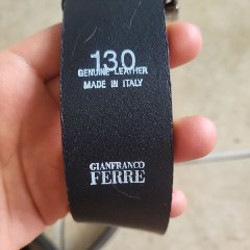 130
GENUINE LEATHER
MADE IN ITALY
GIANFRANCO
FERRE